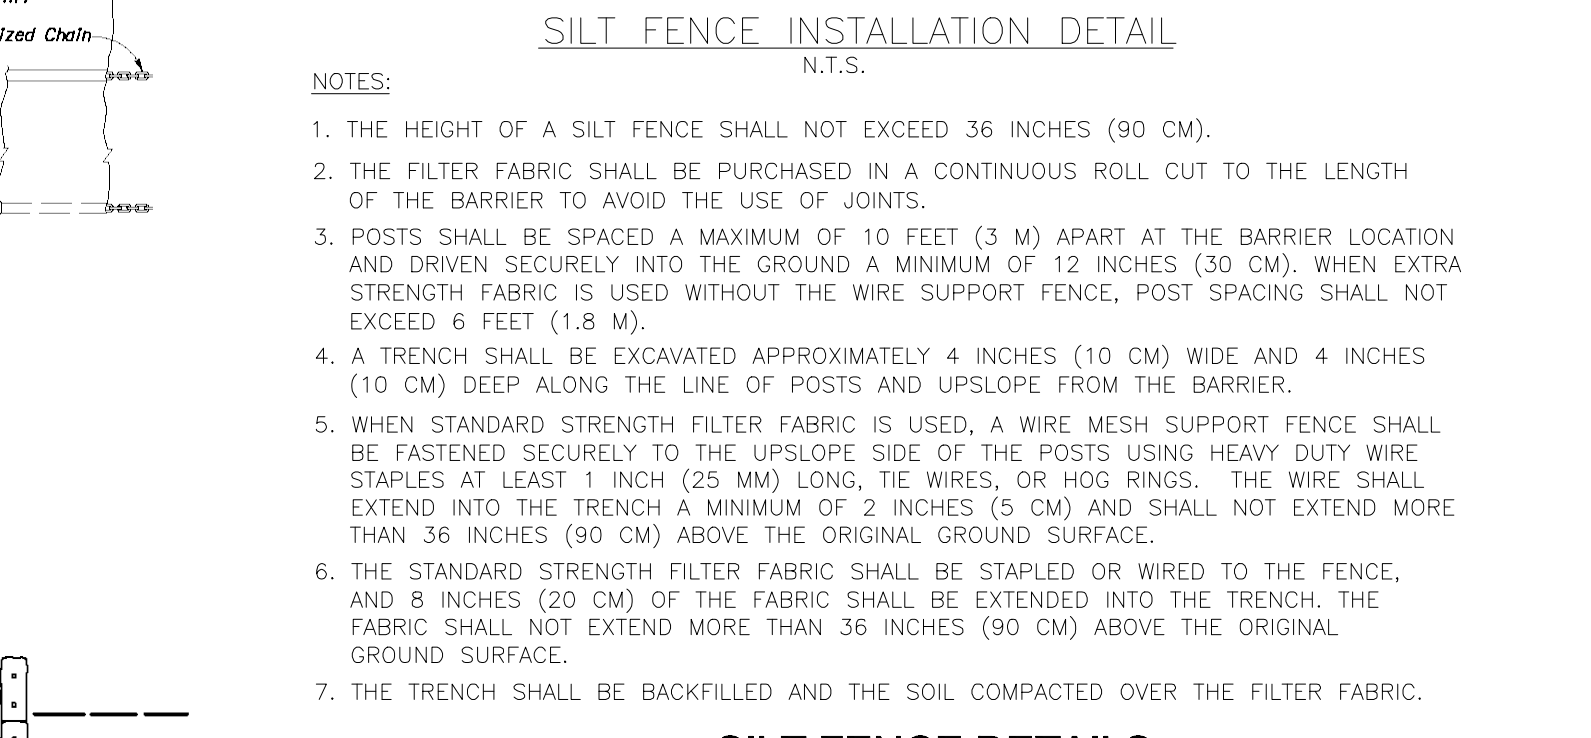 ized Chain
SILT FENCE INSTALLATION DETAIL
N.T.S.
NOTES:
1. THE HEIGHT OF A SILT FENCE SHALL NOT EXCEED 36 INCHES (90 CM).
2. THE FILTER FABRIC SHALL BE PURCHASED IN A CONTINUOUS ROLL CUT TO THE LENGTH
OF THE BARRIER TO AVOID THE USE OF JOINTS.
3. POSTS SHALL BE SPACED A MAXIMUM OF 10 FEET (3 M) APART AT THE BARRIER LOCATION
AND DRIVEN SECURELY INTO THE GROUND A MINIMUM OF 12 INCHES (30 CM). WHEN EXTRA
STRENGTH FABRIC IS USED WITHOUT THE WIRE SUPPORT FENCE, POST SPACING SHALL NOT
EXCEED 6 FEET (1.8 M).
4. A TRENCH SHALL BE EXCAVATED APPROXIMATELY 4 INCHES (10 CM) WIDE AND 4 INCHES
(10 CM) DEEP ALONG THE LINE OF POSTS AND UPSLOPE FROM THE BARRIER.
5. WHEN STANDARD STRENGTH FILTER FABRIC IS USED, A WIRE MESH SUPPORT FENCE SHALL
BE FASTENED SECURELY TO THE UPSLOPE SIDE OF THE POSTS USING HEAVY DUTY WIRE
STAPLES AT LEAST 1 INCH (25 MM) LONG, TIE WIRES, OR HOG RINGS. THE WIRE SHALL
EXTEND INTO THE TRENCH A MINIMUM OF 2 INCHES (5 CM) AND SHALL NOT EXTEND MORE
THAN 36 INCHES (90 CM) ABOVE THE ORIGINAL GROUND SURFACE.
6. THE STANDARD STRENGTH FILTER FABRIC SHALL BE STAPLED OR WIRED TO THE FENCE,
AND 8 INCHES (20 CM) OF THE FABRIC SHALL BE EXTENDED INTO THE TRENCH. THE
FABRIC SHALL NOT EXTEND MORE THAN 36 INCHES (90 CM) ABOVE THE ORIGINAL
GROUND SURFACE.
7. THE TRENCH SHALL BE BACKFILLED AND THE SOIL COMPACTED OVER THE FILTER FABRIC.
SILT FENCE DETAILS